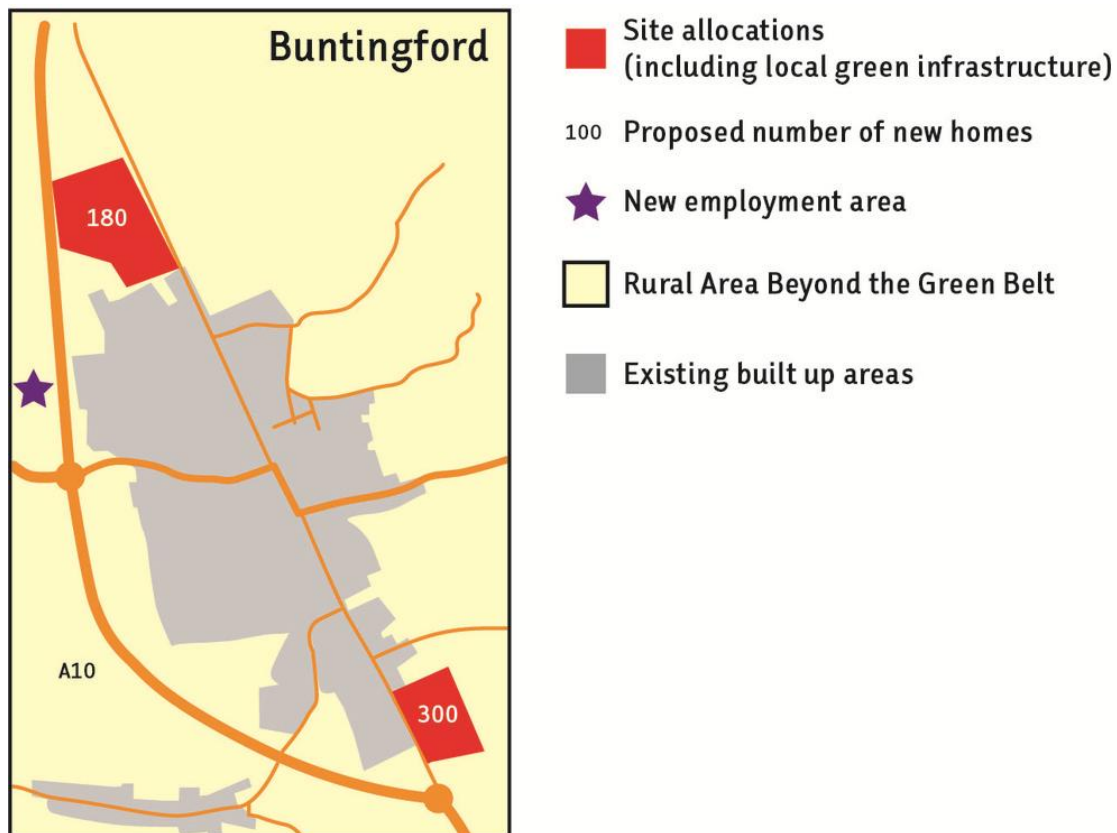 Buntingford
180
A10
300
Site allocations
(including local green infrastructure)
100 Proposed number of new homes
New employment area
Rural Area Beyond the Green Belt
Existing built up areas